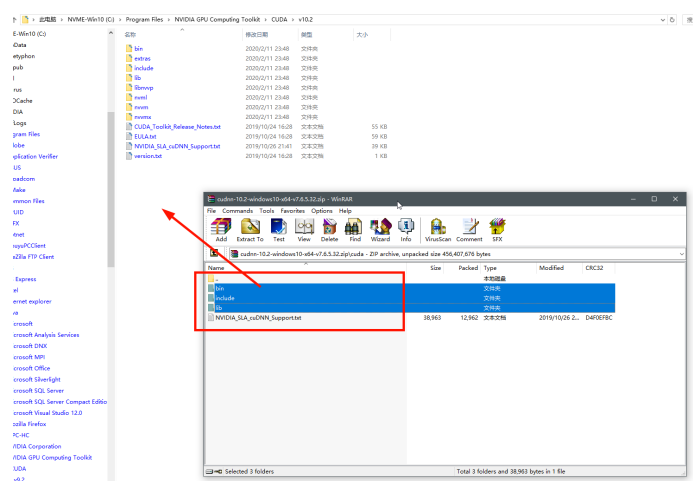 此电脑 › NVME-Win10 (C:) › Program Files › NVIDIA GPU Computing Toolkit › CUDA › v10.2
E-Win10 (C:)
Data
etyphon
pub
l
rus
OCache
DIA
Logs
gram Files
lobe
plication Verifier
US
oadcom
Make
mmon Files
UID
FX
tnet
ruyuPCClient
eZilla FTP Client
Express
el
ernet explorer
va
crosoft
crosoft Analysis Services
crosoft DNX
crosoft MPI
crosoft Office
crosoft Silverlight
crosoft SQL Server
crosoft SQL Server Compact Editio
crosoft Visual Studio 12.0
ozilla Firefox
PC-HC
VIDIA Corporation
VIDIA GPU Computing Toolkit
CUDA
v9.2
名称 修改日期 类型 大小
bin 2020/2/11 23:48 文件夹
extras 2020/2/11 23:48 文件夹
include 2020/2/11 23:48 文件夹
lib 2020/2/11 23:48 文件夹
libnvvp 2020/2/11 23:48 文件夹
nvml 2020/2/11 23:48 文件夹
nvvm 2020/2/11 23:48 文件夹
nvvmx 2020/2/11 23:48 文件夹
CUDA_Toolkit_Release_Notes.txt 2019/10/24 16:28 文本文档 55 KB
EULA.txt 2019/10/24 16:28 文本文档 59 KB
NVIDIA_SLA_cuDNN_Support.txt 2019/10/26 21:41 文本文档 39 KB
version.txt 2019/10/24 16:28 文本文档 1 KB
cudnn-10.2-windows10-x64-v7.6.5.32.zip - WinRAR
File Commands Tools Favorites Options Help
Add Extract To Test View Delete Find Wizard Info VirusScan Comment SFX
cudnn-10.2-windows10-x64-v7.6.5.32.zip\cuda - ZIP archive, unpacked size 456,407,676 bytes
Name Size Packed Type Modified CRC32
.. 本地磁盘
bin 文件夹
include 文件夹
lib 文件夹
NVIDIA_SLA_cuDNN_Support.txt 38,963 12,962 文本文档 2019/10/26 2... D4F0EFBC
Selected 3 folders Total 3 folders and 38,963 bytes in 1 file